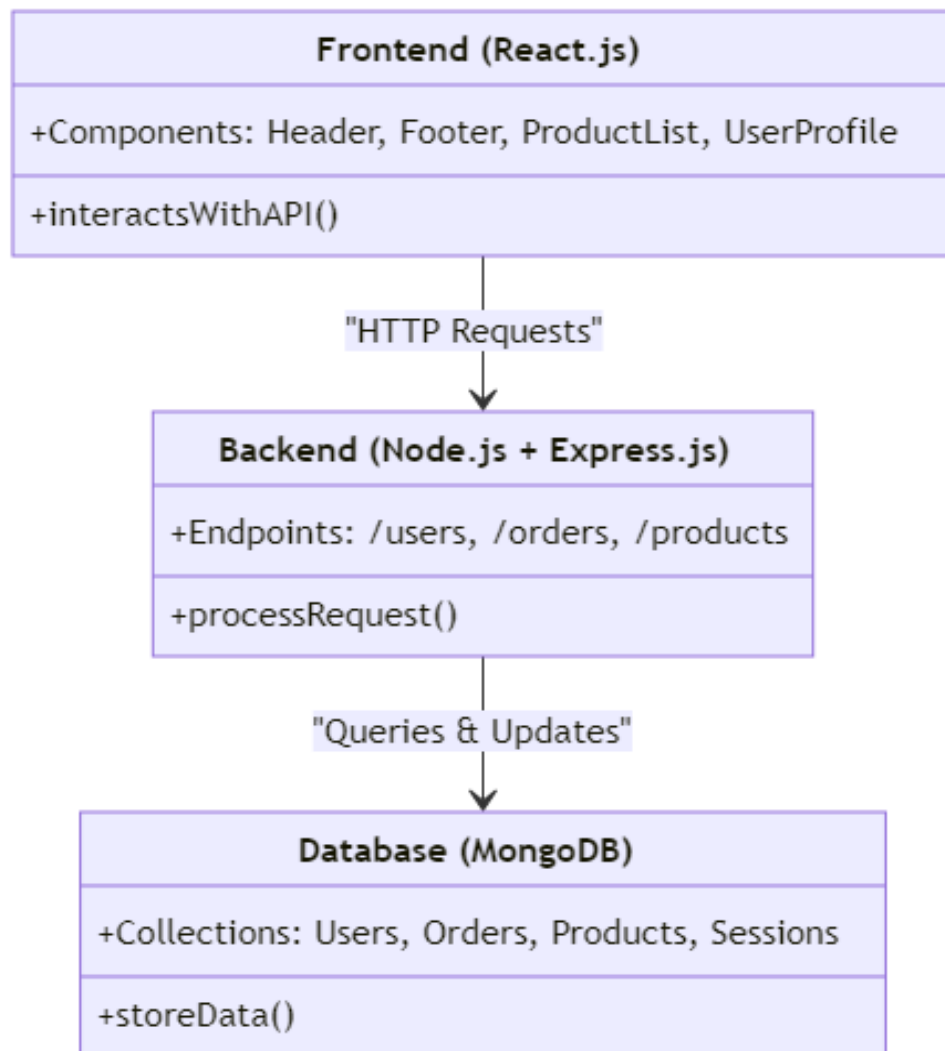 Frontend (React.js)
+Components: Header, Footer, ProductList, UserProfile
+interactsWithAPI()
"HTTP Requests"
Backend (Node.js + Express.js)
+Endpoints: /users, /orders, /products
+processRequest()
"Queries & Updates"
Database (MongoDB)
+Collections: Users, Orders, Products, Sessions
+storeData()